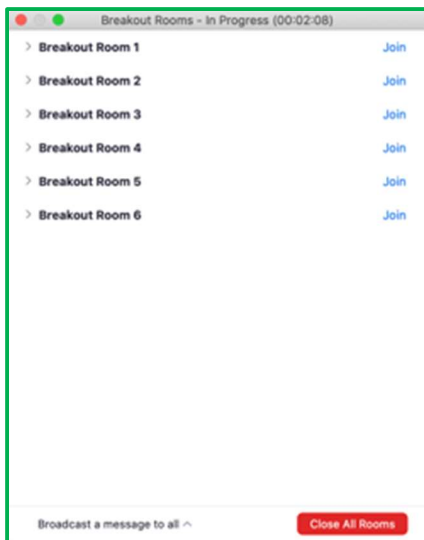 Breakout Rooms - In Progress (00:02:08)
Breakout Room 1 Join
Breakout Room 2 Join
Breakout Room 3 Join
Breakout Room 4 Join
Breakout Room 5 Join
Breakout Room 6 Join
Broadcast a message to all Close All Rooms